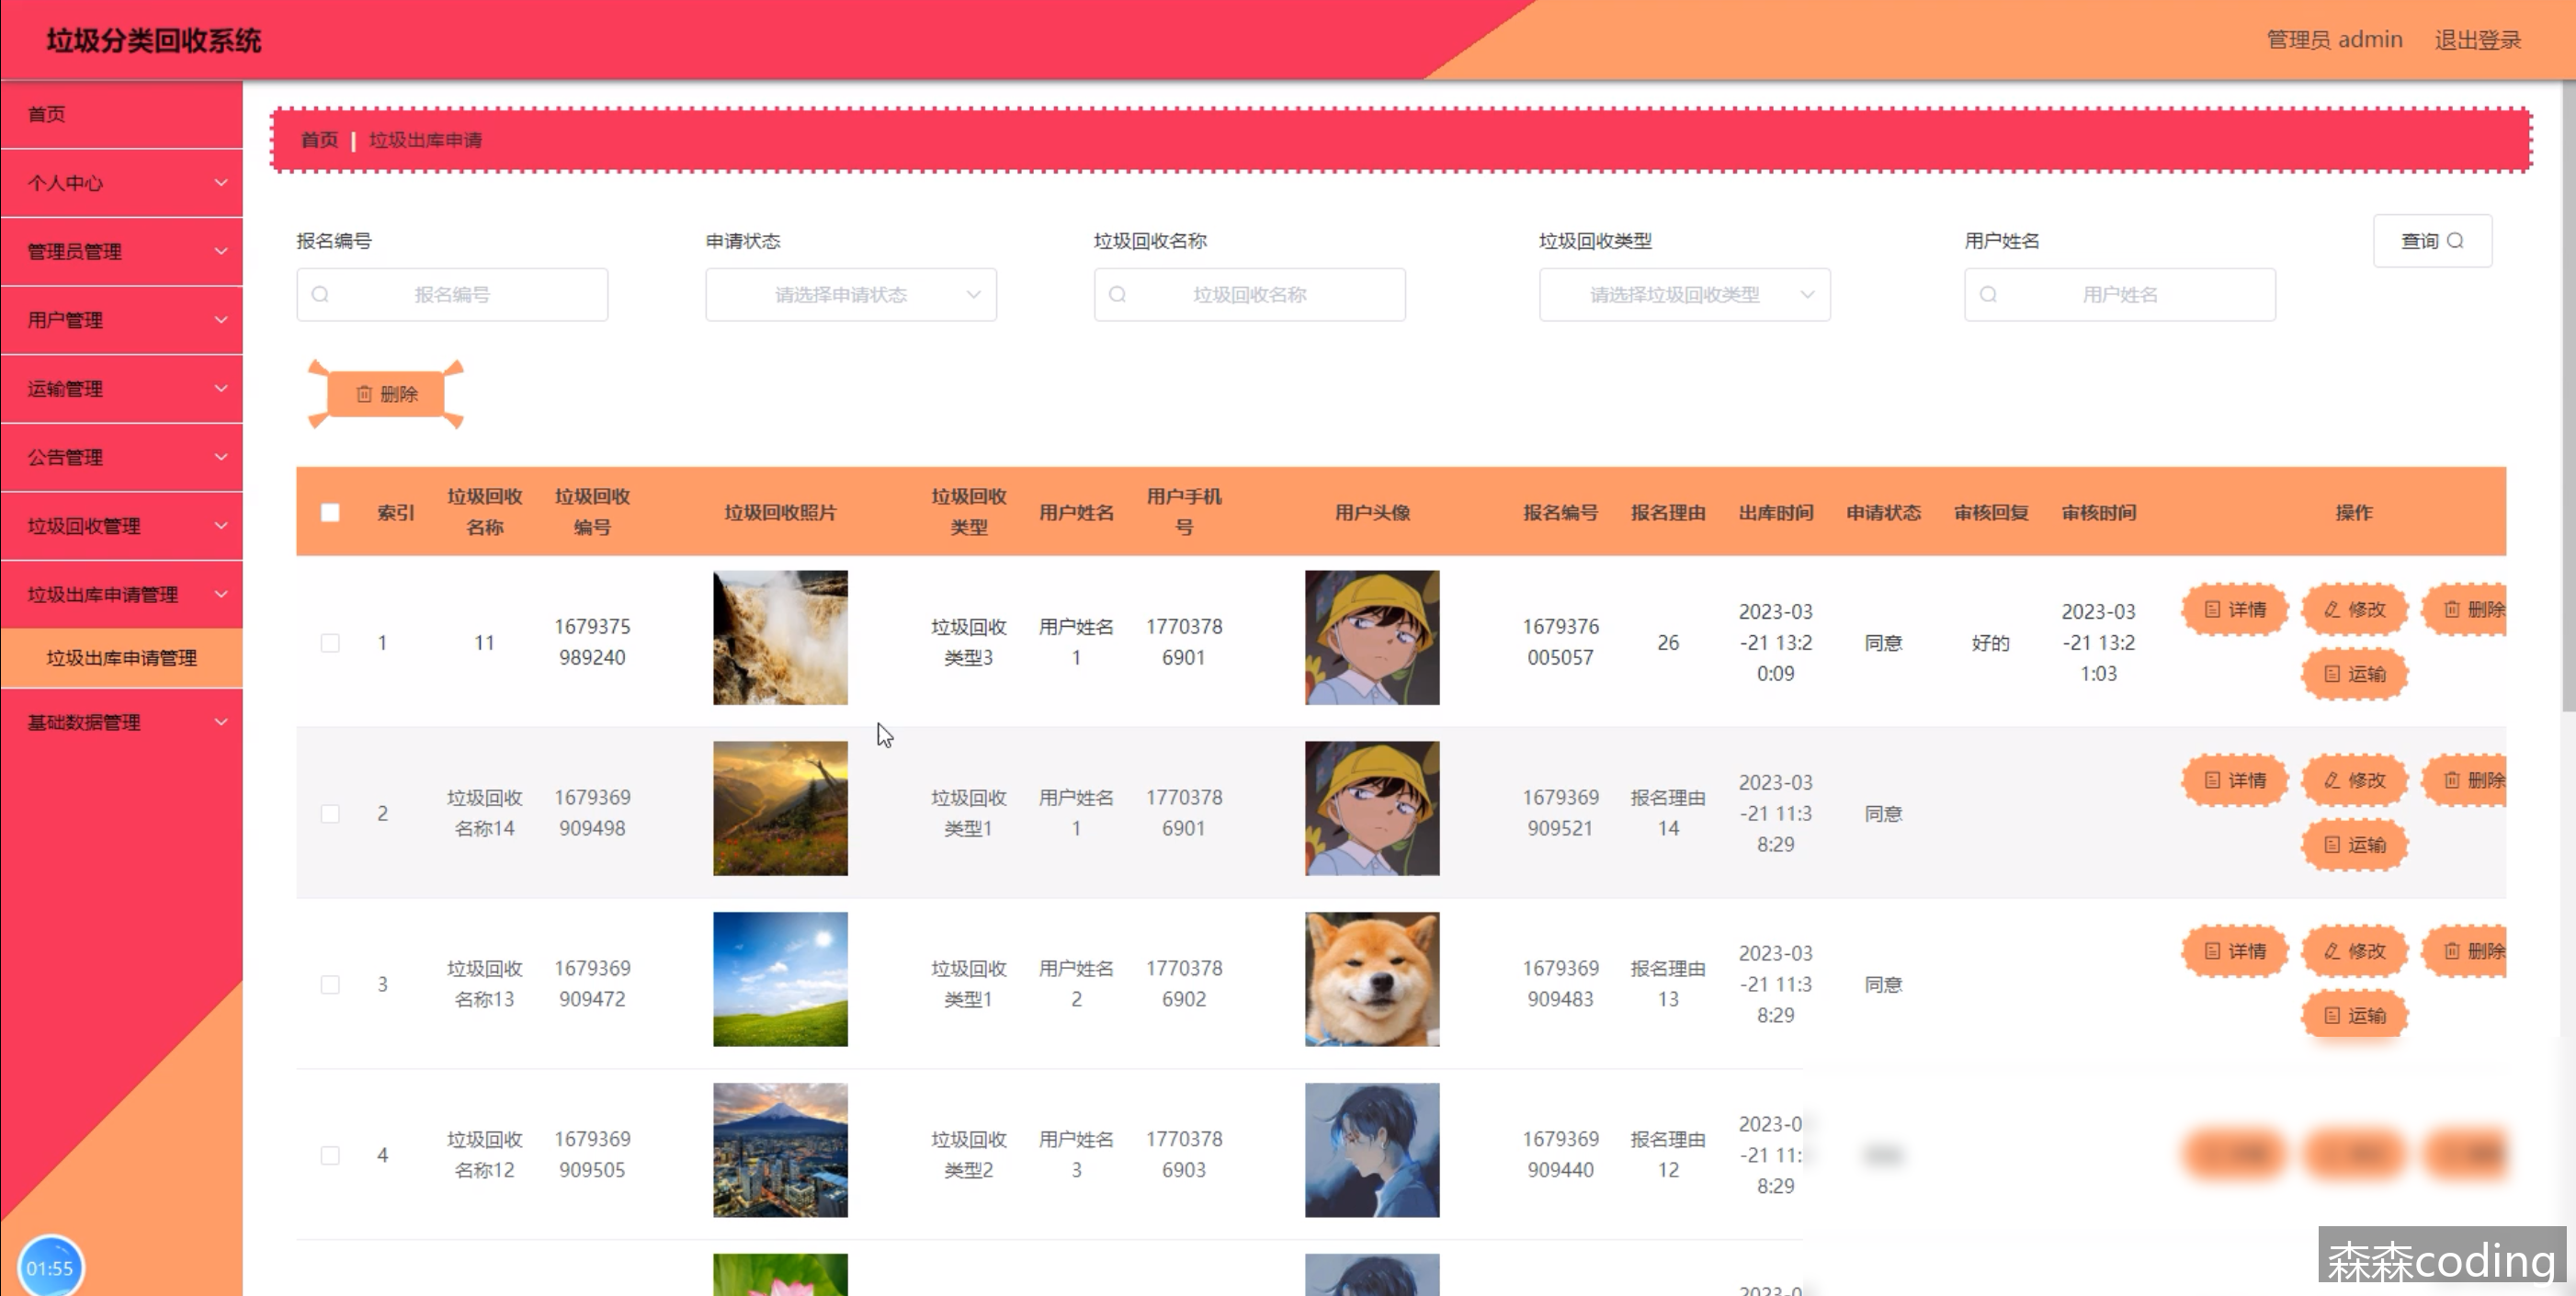 垃圾分类回收系统
管理员 admin 退出登录
首页
个人中心
管理员管理
用户管理
运输管理
公告管理
垃圾回收管理
垃圾出库申请管理
垃圾出库申请管理
基础数据管理
01:55
首页 | 垃圾出库申请
报名编号 申请状态 垃圾回收名称 垃圾回收类型 用户姓名 查询
报名编号 请选择申请状态 垃圾回收名称 请选择垃圾回收类型 用户姓名
删除
索引 垃圾回收名称 垃圾回收编号 垃圾回收照片 垃圾回收类型 用户姓名 用户手机号 用户头像 报名编号 报名理由 出库时间 申请状态 审核回复 审核时间 操作
1 11 1679375989240 垃圾回收类型3 用户姓名1 17703786901 1679376005057 26 2023-03-21 13:20:09 同意 好的 2023-03-21 13:21:03 详情 修改 删除 运输
2 垃圾回收名称14 1679369909498 垃圾回收类型1 用户姓名1 17703786901 1679369909521 报名理由14 2023-03-21 11:38:29 同意 详情 修改 删除 运输
3 垃圾回收名称13 1679369909472 垃圾回收类型1 用户姓名2 17703786902 1679369909483 报名理由13 2023-03-21 11:38:29 同意 详情 修改 删除 运输
4 垃圾回收名称12 1679369909505 垃圾回收类型2 用户姓名3 17703786903 1679369909440 报名理由12 2023-0-21 11:8:29
2023-0
森森coding